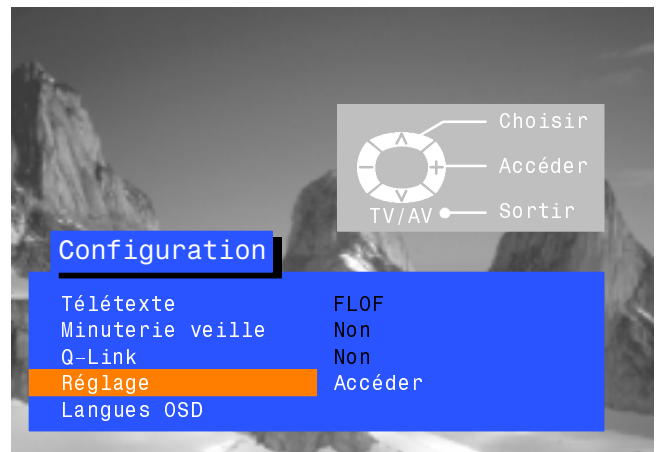 Choisir
Accéder
TV/AV Sortir
Configuration
Télétexte FLOF
Minuterie veille Non
Q-Link Non
Réglage Accéder
Langues OSD